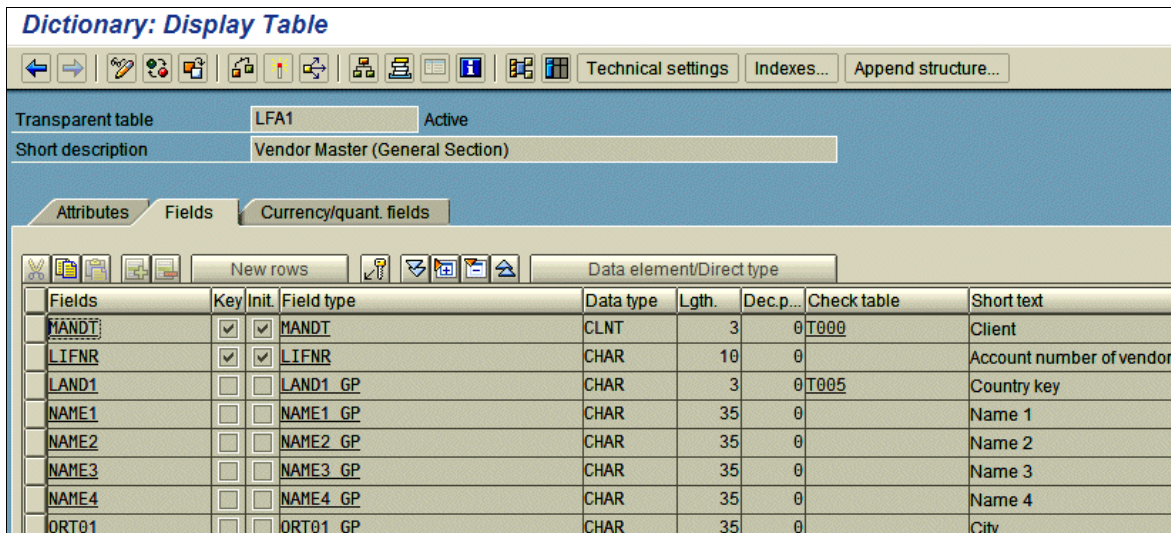 Dictionary: Display Table
Technical settings Indexes... Append structure...
Transparent table LFA1 Active
Short description Vendor Master (General Section)
Attributes Fields Currency/quant. fields
New rows Data element/Direct type
Fields Key Init. Field type Data type Lgth. Dec.p... Check table Short text
MANDT MANDT CLNT 3 0 T000 Client
LIFNR LIFNR CHAR 10 0 Account number of vendor
LAND1 LAND1_GP CHAR 3 0 T005 Country key
NAME1 NAME1_GP CHAR 35 0 Name 1
NAME2 NAME2_GP CHAR 35 0 Name 2
NAME3 NAME3_GP CHAR 35 0 Name 3
NAME4 NAME4_GP CHAR 35 0 Name 4
ORT01 ORT01_GP CHAR 35 0 City